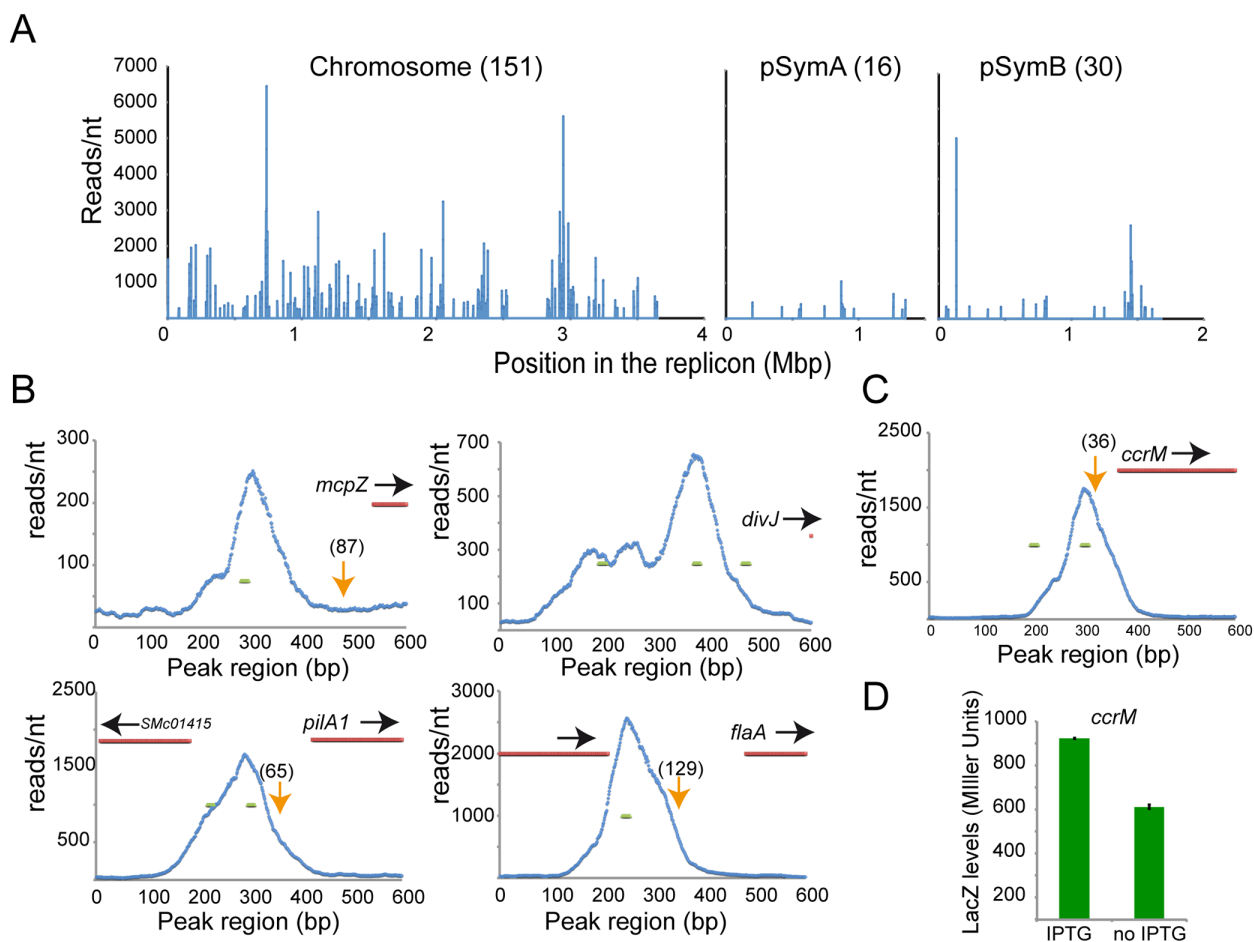 A
Chromosome (151)
pSymA (16)
pSymB (30)
Reads/nt
7000
6000
5000
4000
3000
2000
1000
0 1 2 3 4
1 2
Position in the replicon (Mbp)
B
reads/nt
300
200
100
mcpZ
(87)
0 100 200 300 400 500 600
Peak region (bp)
reads/nt
700
500
300
100
divJ
0 100 200 300 400 500 600
Peak region (bp)
reads/nt
2500
1500
500
SMc01415
pilA1
(65)
0 100 200 300 400 500 600
Peak region (bp)
reads/nt
3000
2000
1000
flaA
(129)
0 100 200 300 400 500 600
Peak region (bp)
C
reads/nt
2500
1500
500
(36)
ccrM
0 100 200 300 400 500 600
Peak region (bp)
D
LacZ levels (MIller Units)
ccrM
1000
800
600
400
200
IPTG no IPTG